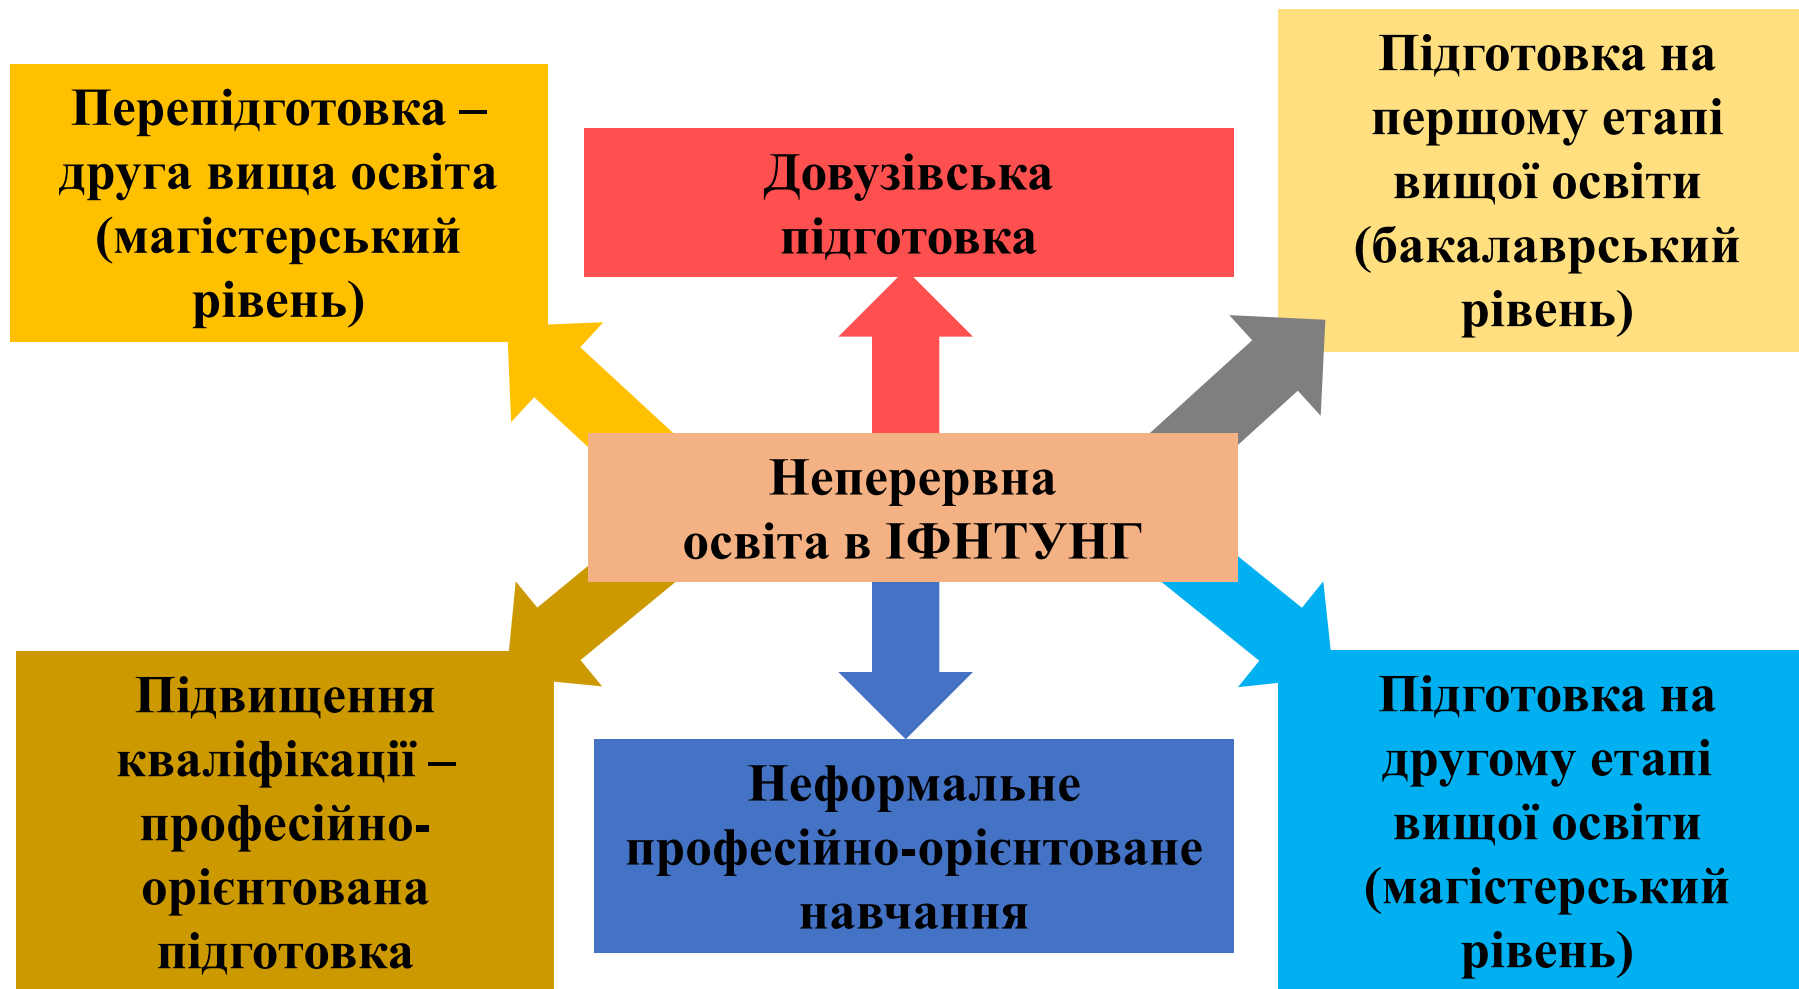 Перепідготовка –
друга вища освіта
(магістерський
рівень)
Довузівська
підготовка
Підготовка на
першому етапі
вищої освіти
(бакалаврський
рівень)
Неперервна
освіта в ІФНТУНГ
Підвищення
кваліфікації –
професійно-
орієнтована
підготовка
Неформальне
професійно-орієнтоване
навчання
Підготовка на
другому етапі
вищої освіти
(магістерський
рівень)